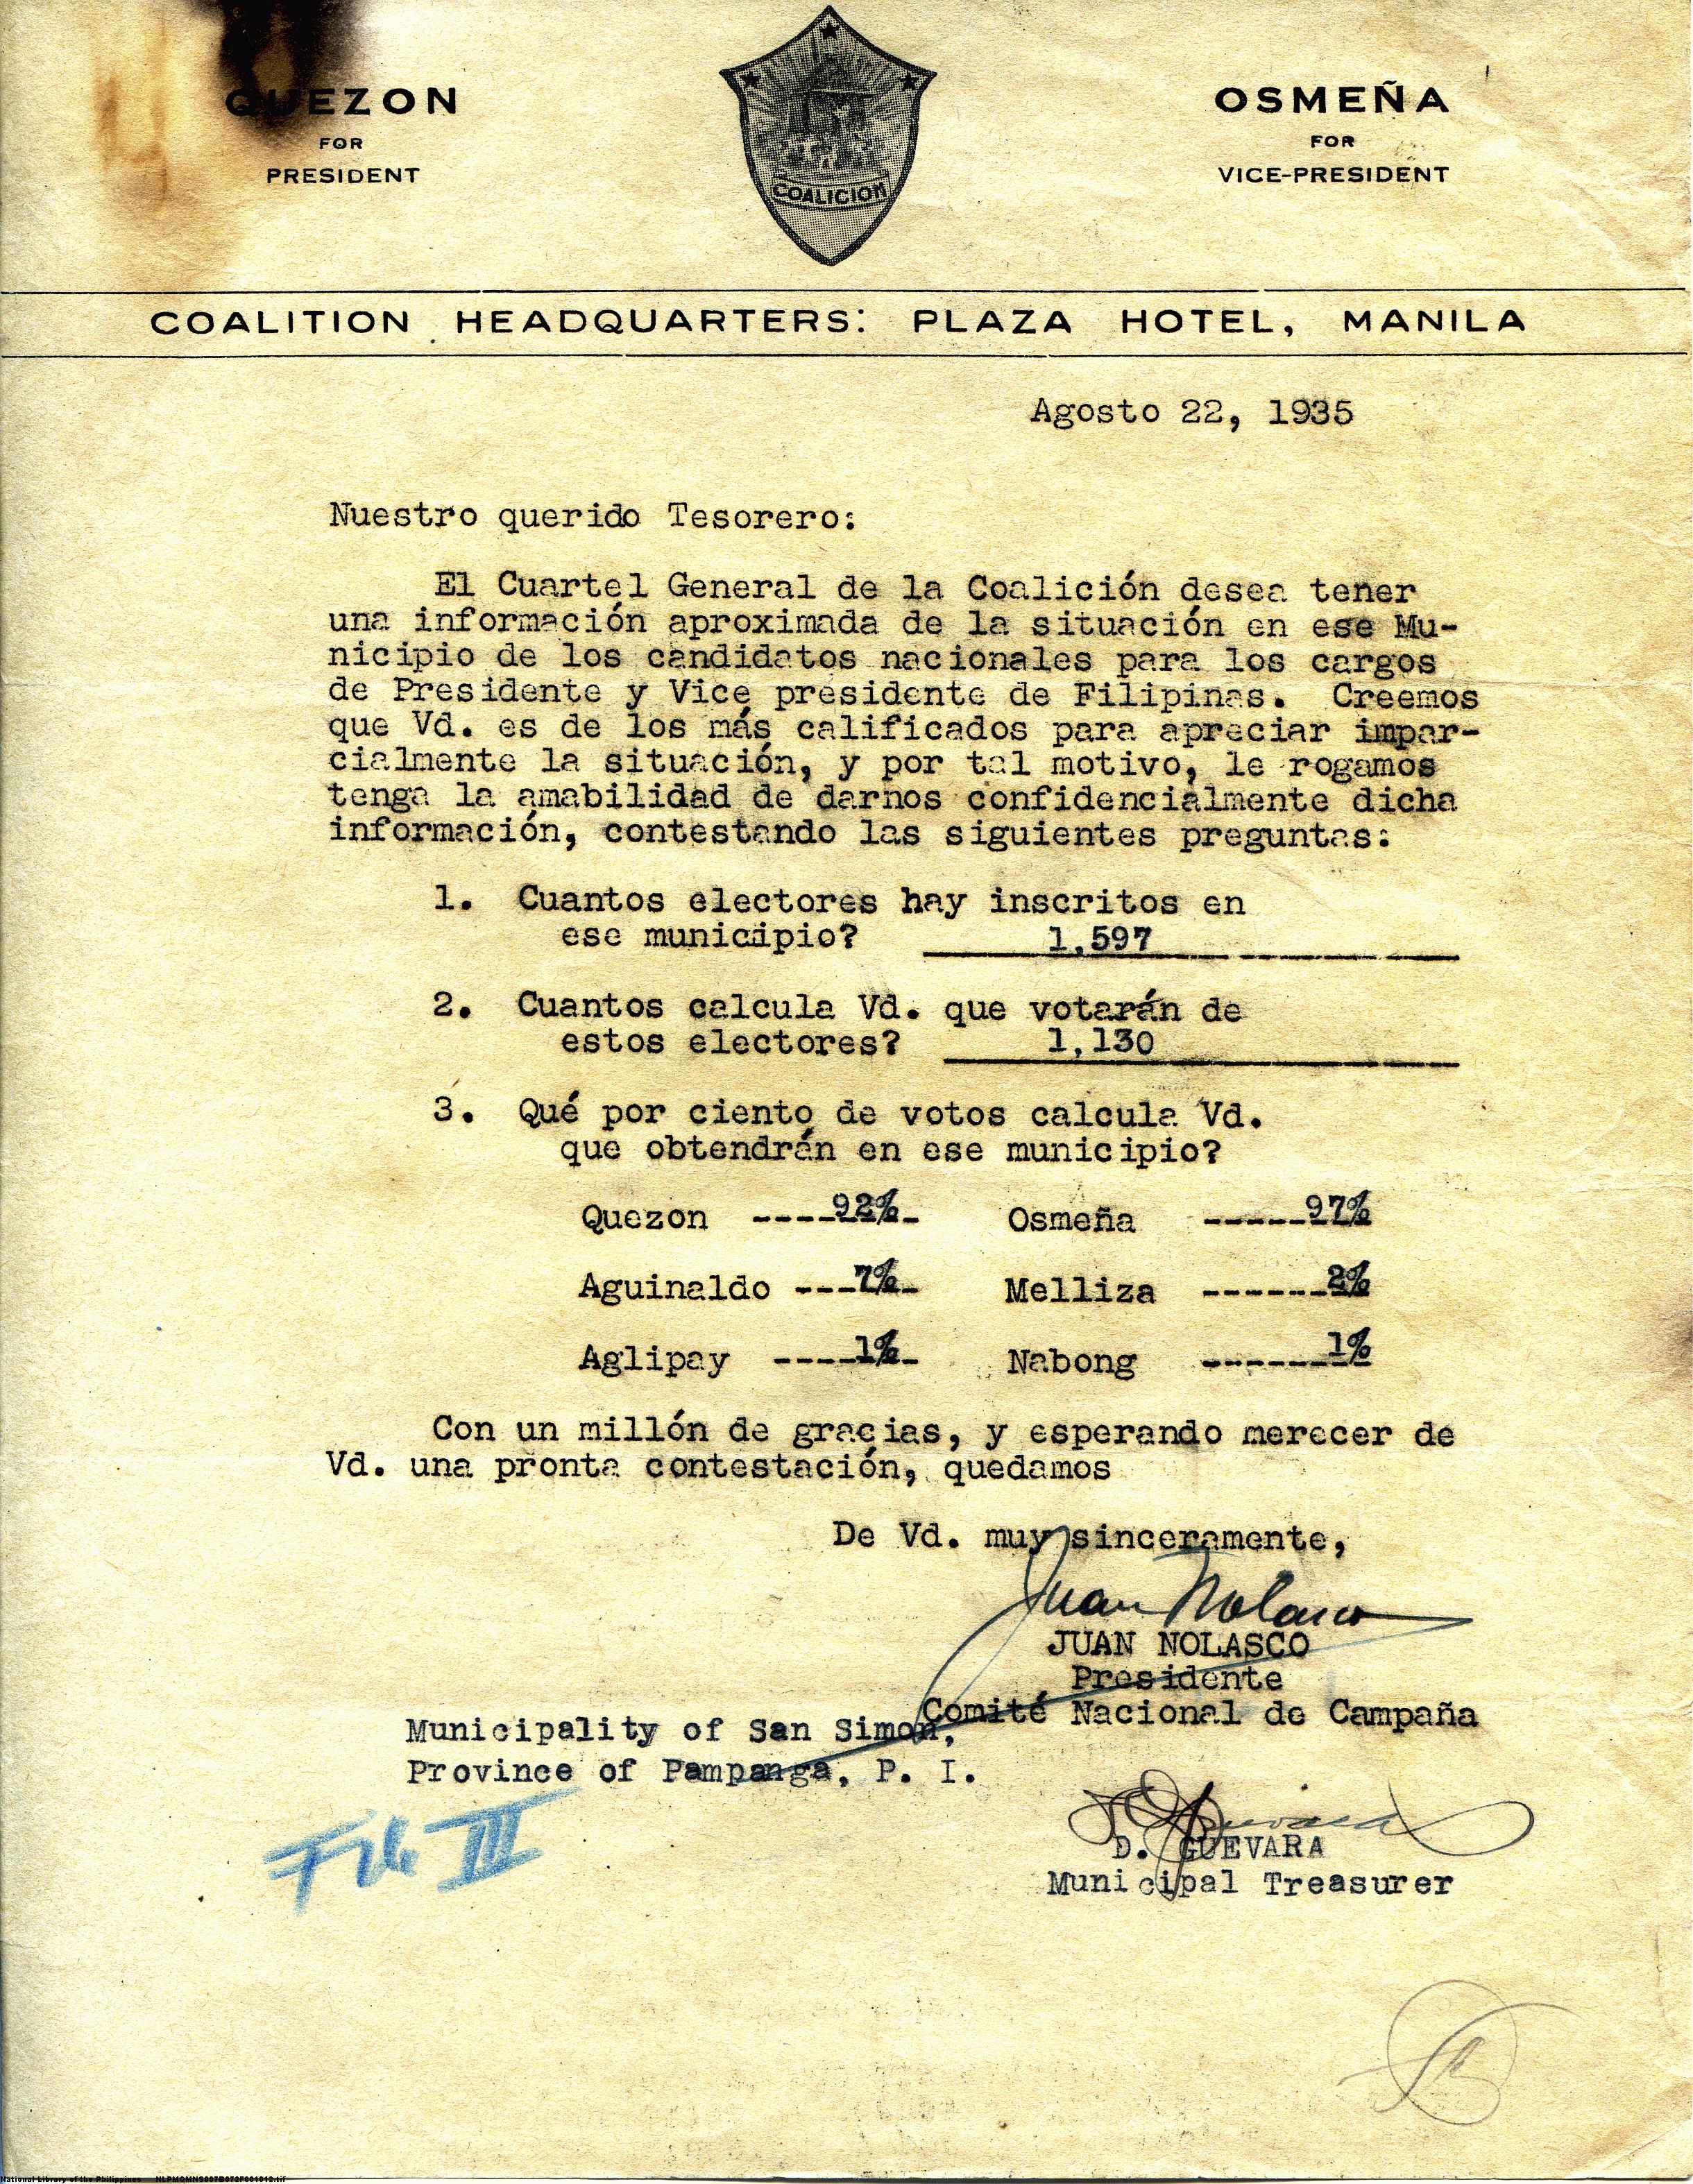 QUEZON
FOR
PRESIDENT
COALICION
OSMEÑA
FOR
VICE-PRESIDENT
COALITION HEADQUARTERS: PLAZA HOTEL, MANILA
Agosto 22, 1935
Nuestro querido Tesorero:
El Cuartel General de la Coalición desea tener
una información aproximada de la situación en ese Mu-
nicipio de los candidatos nacionales para los cargos
de Presidente y Vice presidente de Filipinas. Creemos
que Vd. es de los más calificados para apreciar impar-
cialmente la situación, y por tal motivo, le rogamos
tenga la amabilidad de darnos confidencialmente dicha
información, contestando las siguientes preguntas:
1. Cuantos electores hay inscritos en
ese municipio? 1,597
2. Cuantos calcula Vd. que votarán de
estos electores? 1,130
3. Qué por ciento de votos calcula Vd.
que obtendrán en ese municipio?
Quezon ----92%- Osmeña -----97%
Aguinaldo ---7%- Melliza ------2%
Aglipay ----1%- Nabong ------1%
Con un millón de gracias, y esperando merecer de
Vd. una pronta contestación, quedamos
De Vd. muy sinceramente,
Juan Nolasco
JUAN NOLASCO
Presidente
Comité Nacional de Campaña
Municipality of San Simon,
Province of Pampanga, P. I.
File III
D. GUEVARA
Municipal Treasurer
National Library of the Philippines